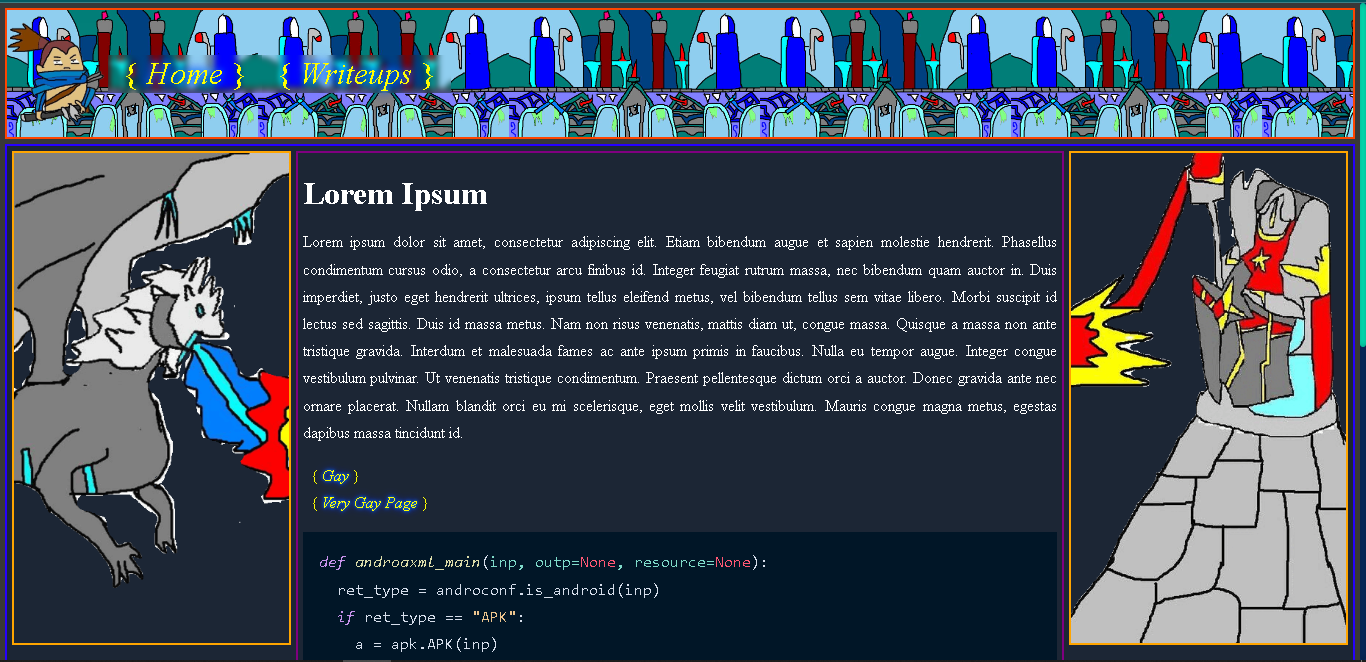 { Home } { Writeups }
Lorem Ipsum
Lorem ipsum dolor sit amet, consectetur adipiscing elit. Etiam bibendum augue et sapien molestie hendrerit. Phasellus
condimentum cursus odio, a consectetur arcu finibus id. Integer feugiat rutrum massa, nec bibendum quam auctor in. Duis
imperdiet, justo eget hendrerit ultrices, ipsum tellus eleifend metus, vel bibendum tellus sem vitae libero. Morbi suscipit id
lectus sed sagittis. Duis id massa metus. Nam non risus venenatis, mattis diam ut, congue massa. Quisque a massa non ante
tristique gravida. Interdum et malesuada fames ac ante ipsum primis in faucibus. Nulla eu tempor augue. Integer congue
vestibulum pulvinar. Ut venenatis tristique condimentum. Praesent pellentesque dictum orci a auctor. Donec gravida ante nec
ornare placerat. Nullam blandit orci eu mi scelerisque, eget mollis velit vestibulum. Mauris congue magna metus, egestas
dapibus massa tincidunt id.
{ Gay }
{ Very Gay Page }
def androaxml_main(inp, outp=None, resource=None):
  ret_type = androconf.is_android(inp)
  if ret_type == "APK":
    a = apk.APK(inp)